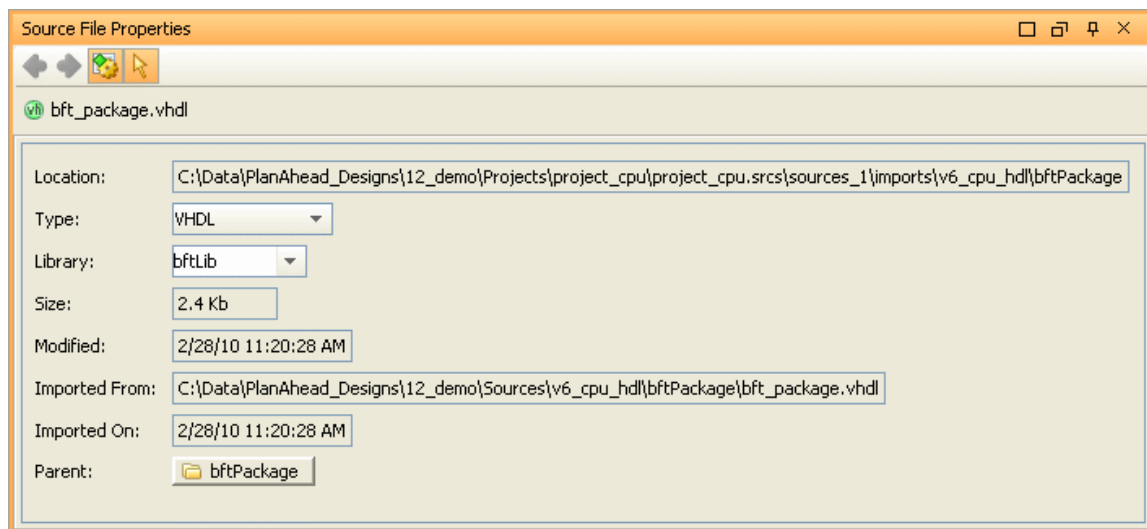 Source File Properties
vh bft_package.vhdl
Location: C:\Data\PlanAhead_Designs\12_demo\Projects\project_cpu\project_cpu.srcs\sources_1\imports\v6_cpu_hdl\bftPackage
Type: VHDL
Library: bftLib
Size: 2.4 Kb
Modified: 2/28/10 11:20:28 AM
Imported From: C:\Data\PlanAhead_Designs\12_demo\Sources\v6_cpu_hdl\bftPackage\bft_package.vhdl
Imported On: 2/28/10 11:20:28 AM
Parent: bftPackage